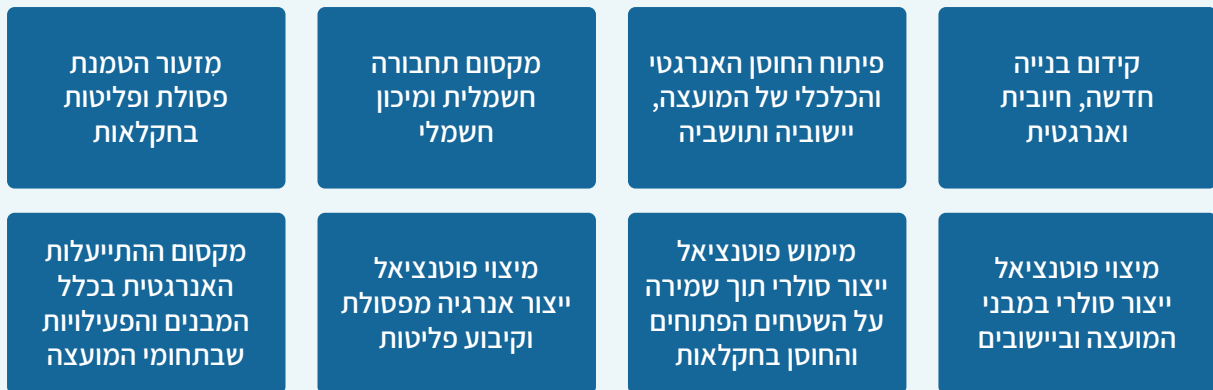 קידום בנייה
חדשה, חיובית
ואנרגטית
פיתוח החוסן האנרגטי
והכלכלי של המועצה,
יישוביה ותושביה
מקסום תחבורה
חשמלית ומיכון
חשמלי
מִזעור הטמנת
פסולת ופליטות
בחקלאות
מיצוי פוטנציאל
ייצור סולרי במבני
המועצה וביישובים
מימוש פוטנציאל
ייצור סולרי תוך שמירה
על השטחים הפתוחים
והחוסן בחקלאות
מיצוי פוטנציאל
ייצור אנרגיה מפסולת
וקיבוע פליטות
מקסום ההתייעלות
האנרגטית בכלל
המבנים והפעילויות
שבתחומי המועצה